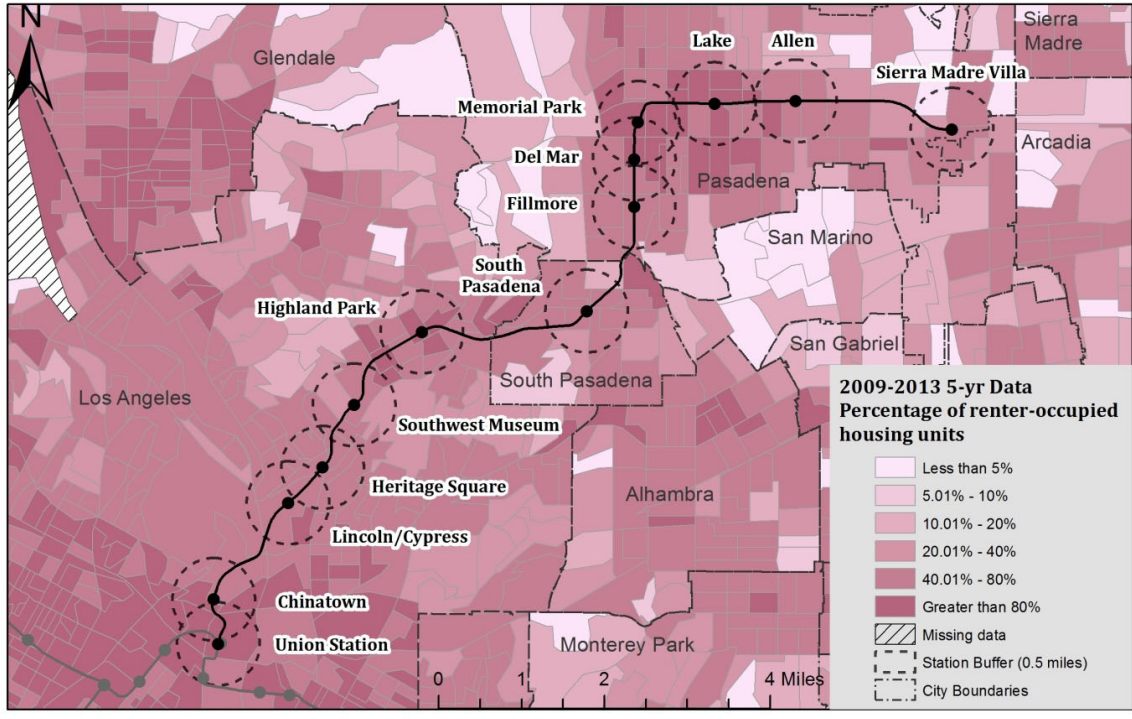 N
Glendale
Lake
Allen
Sierra
Madre
Sierra Madre Villa
Memorial Park
Arcadia
Del Mar
Pasadena
Fillmore
San Marino
South
Pasadena
Highland Park
San Gabriel
South Pasadena
Los Angeles
Southwest Museum
Heritage Square
Alhambra
Lincoln/Cypress
Chinatown
Union Station
Monterey Park
0 1 2 4 Miles
2009-2013 5-yr Data
Percentage of renter-occupied
housing units
Less than 5%
5.01% - 10%
10.01% - 20%
20.01% - 40%
40.01% - 80%
Greater than 80%
Missing data
Station Buffer (0.5 miles)
City Boundaries